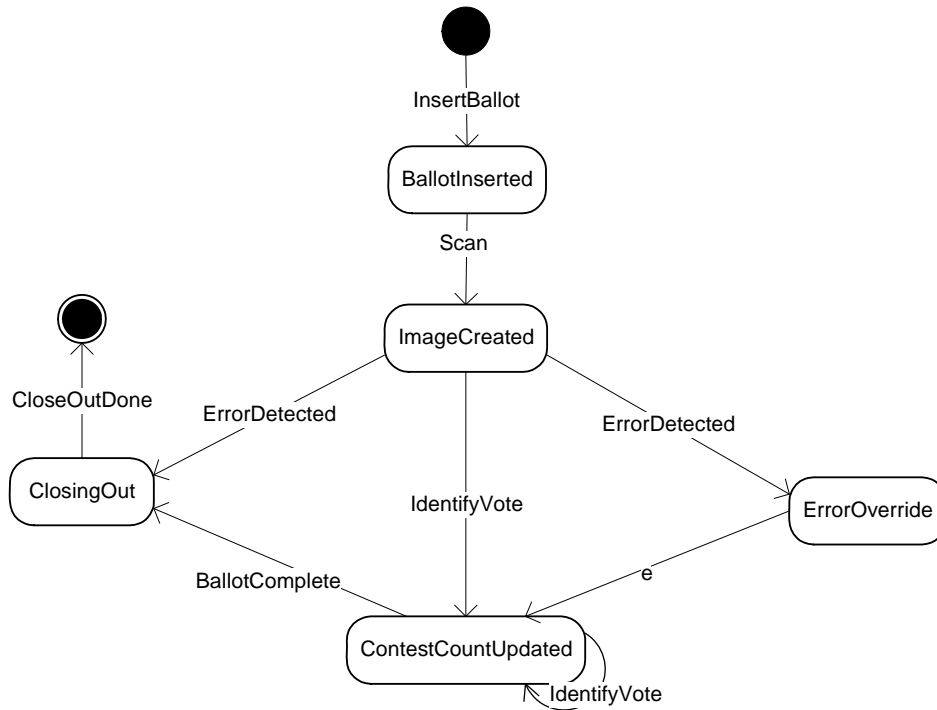 InsertBallot
BallotInserted
Scan
ImageCreated
CloseOutDone
ErrorDetected
ErrorDetected
ClosingOut
IdentifyVote
ErrorOverride
BallotComplete
e
ContestCountUpdated
IdentifyVote